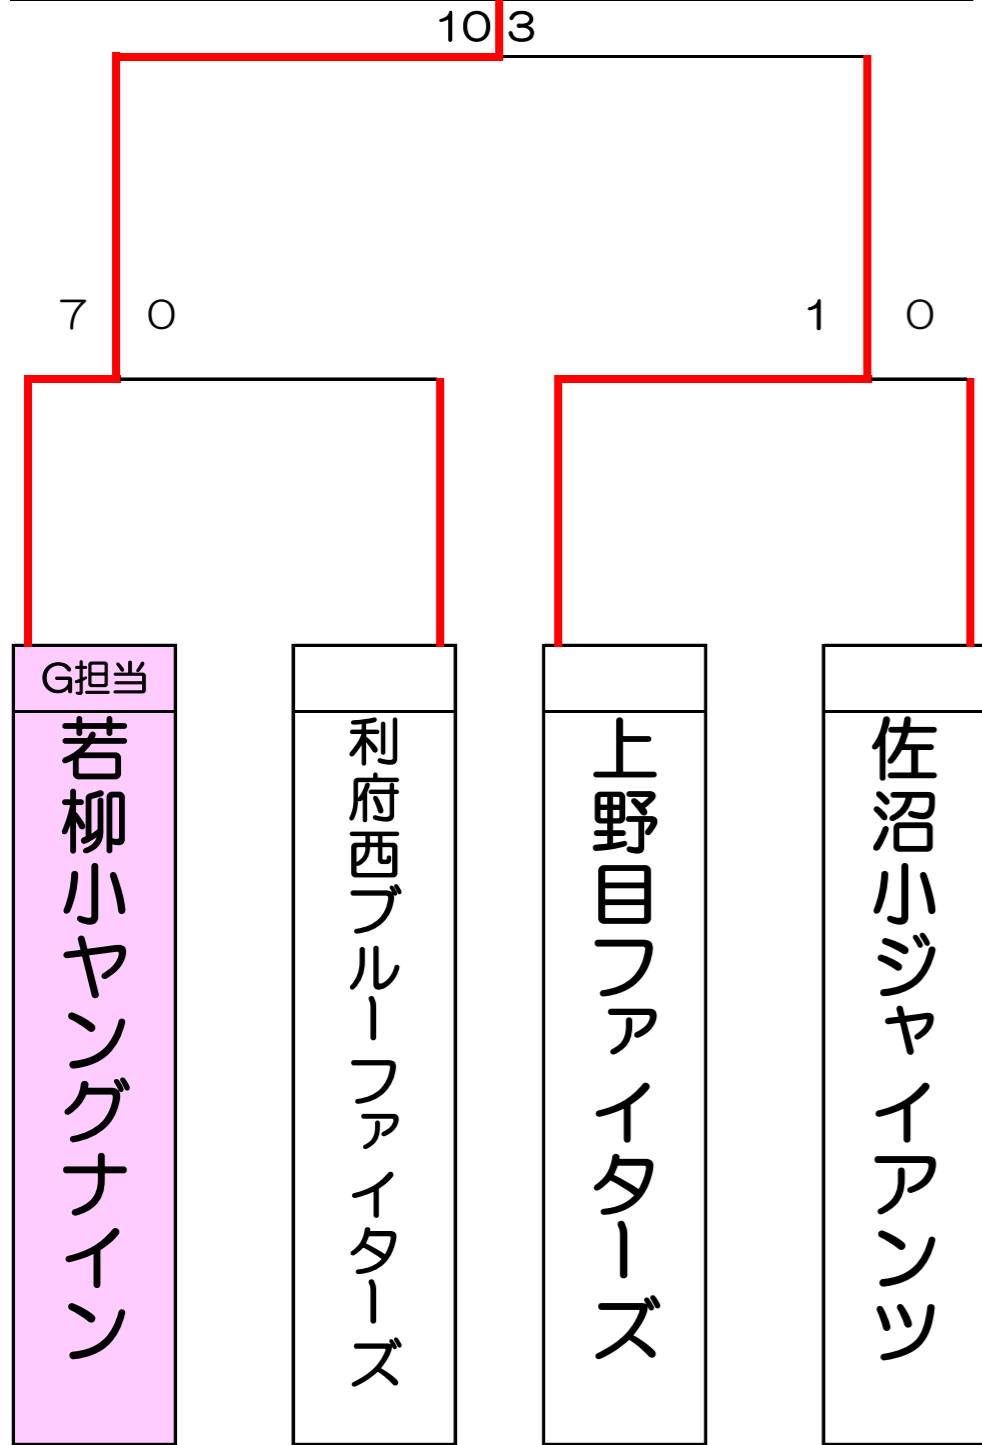 10 3
７ ０
１ ０
G担当
若柳小ヤングナイン
利府西ブルーファイターズ
上野目ファイターズ
佐沼小ジャイアンツ